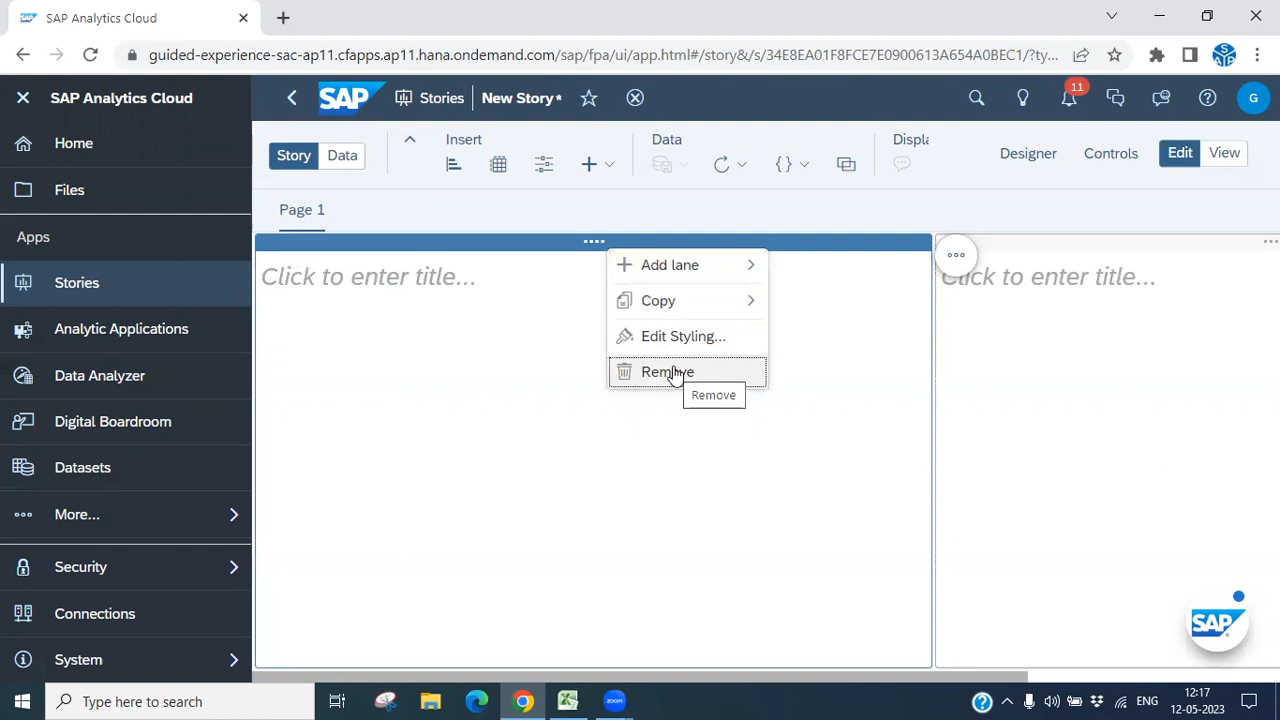 SAP Analytics Cloud
guided-experience-sac-ap11.cfapps.ap11.hana.ondemand.com/sap/fpa/ui/app.html#/story&/s/34E8EA01F8FCE7E0900613A654A0BEC1/?ty...
SAP Analytics Cloud
SAP Stories New Story* 11 G
Home
Files
Apps
Stories
Analytic Applications
Data Analyzer
Digital Boardroom
Datasets
More...
Security
Connections
System
Story Data
Insert
Data
Displa
Designer Controls Edit View
Page 1
Click to enter title...
Click to enter title...
Add lane
Copy
Edit Styling...
Remove
Remove
SAP
Type here to search
zoom
ENG
12:17
12-05-2023